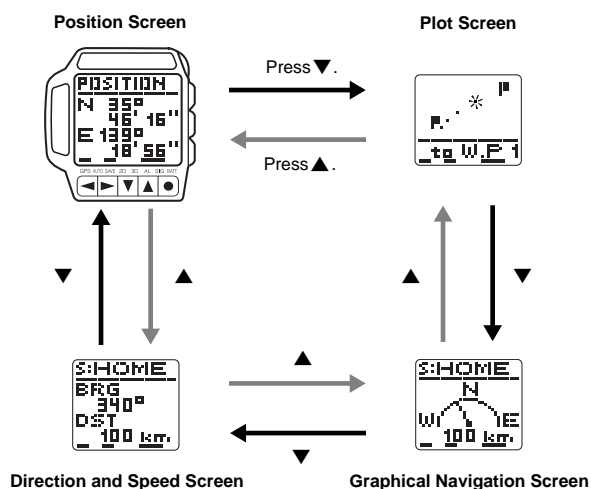 Position Screen
Plot Screen
POSITION
N 35°
46' 16"
E 139°
18' 56"
GPS AUTO SAVE 2D 3D AL SIG BATT
◄ ► ▼ ▲ ●
Press ▼.
Press ▲.
P
P.
to W.P 1
▼
▲
▲
▼
S:HOME
BRG
340°
DST
100 km
▲
▼
S:HOME
N
W E
100 km
Direction and Speed Screen
Graphical Navigation Screen